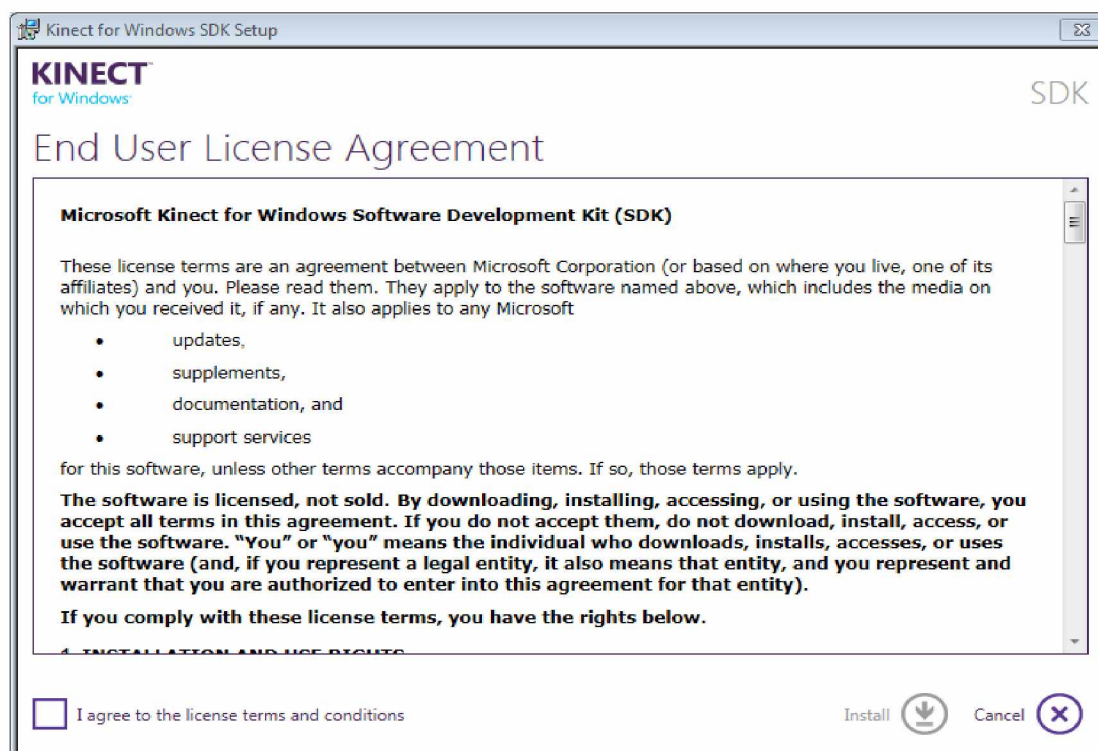 Kinect for Windows SDK Setup
KINECT™
for Windows®
SDK
End User License Agreement
Microsoft Kinect for Windows Software Development Kit (SDK)
These license terms are an agreement between Microsoft Corporation (or based on where you live, one of its
affiliates) and you. Please read them. They apply to the software named above, which includes the media on
which you received it, if any. It also applies to any Microsoft
• updates,
• supplements,
• documentation, and
• support services
for this software, unless other terms accompany those items. If so, those terms apply.
The software is licensed, not sold. By downloading, installing, accessing, or using the software, you
accept all terms in this agreement. If you do not accept them, do not download, install, access, or
use the software. “You” or “you” means the individual who downloads, installs, accesses, or uses
the software (and, if you represent a legal entity, it also means that entity, and you represent and
warrant that you are authorized to enter into this agreement for that entity).
If you comply with these license terms, you have the rights below.
1. INSTALLATION AND USE RIGHTS
I agree to the license terms and conditions
Install
Cancel